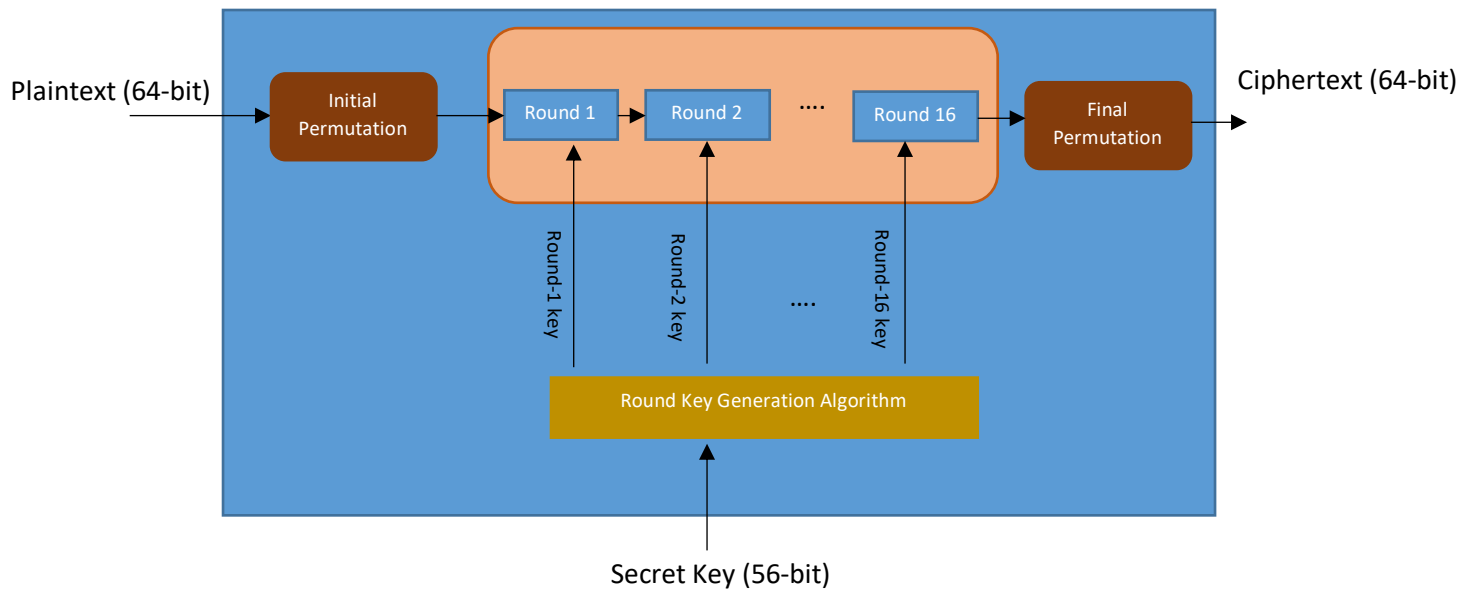 Plaintext (64-bit)
Initial
Permutation
Round 1
Round 2
....
Round 16
Final
Permutation
Ciphertext (64-bit)
Round-1 key
Round-2 key
....
Round-16 key
Round Key Generation Algorithm
Secret Key (56-bit)